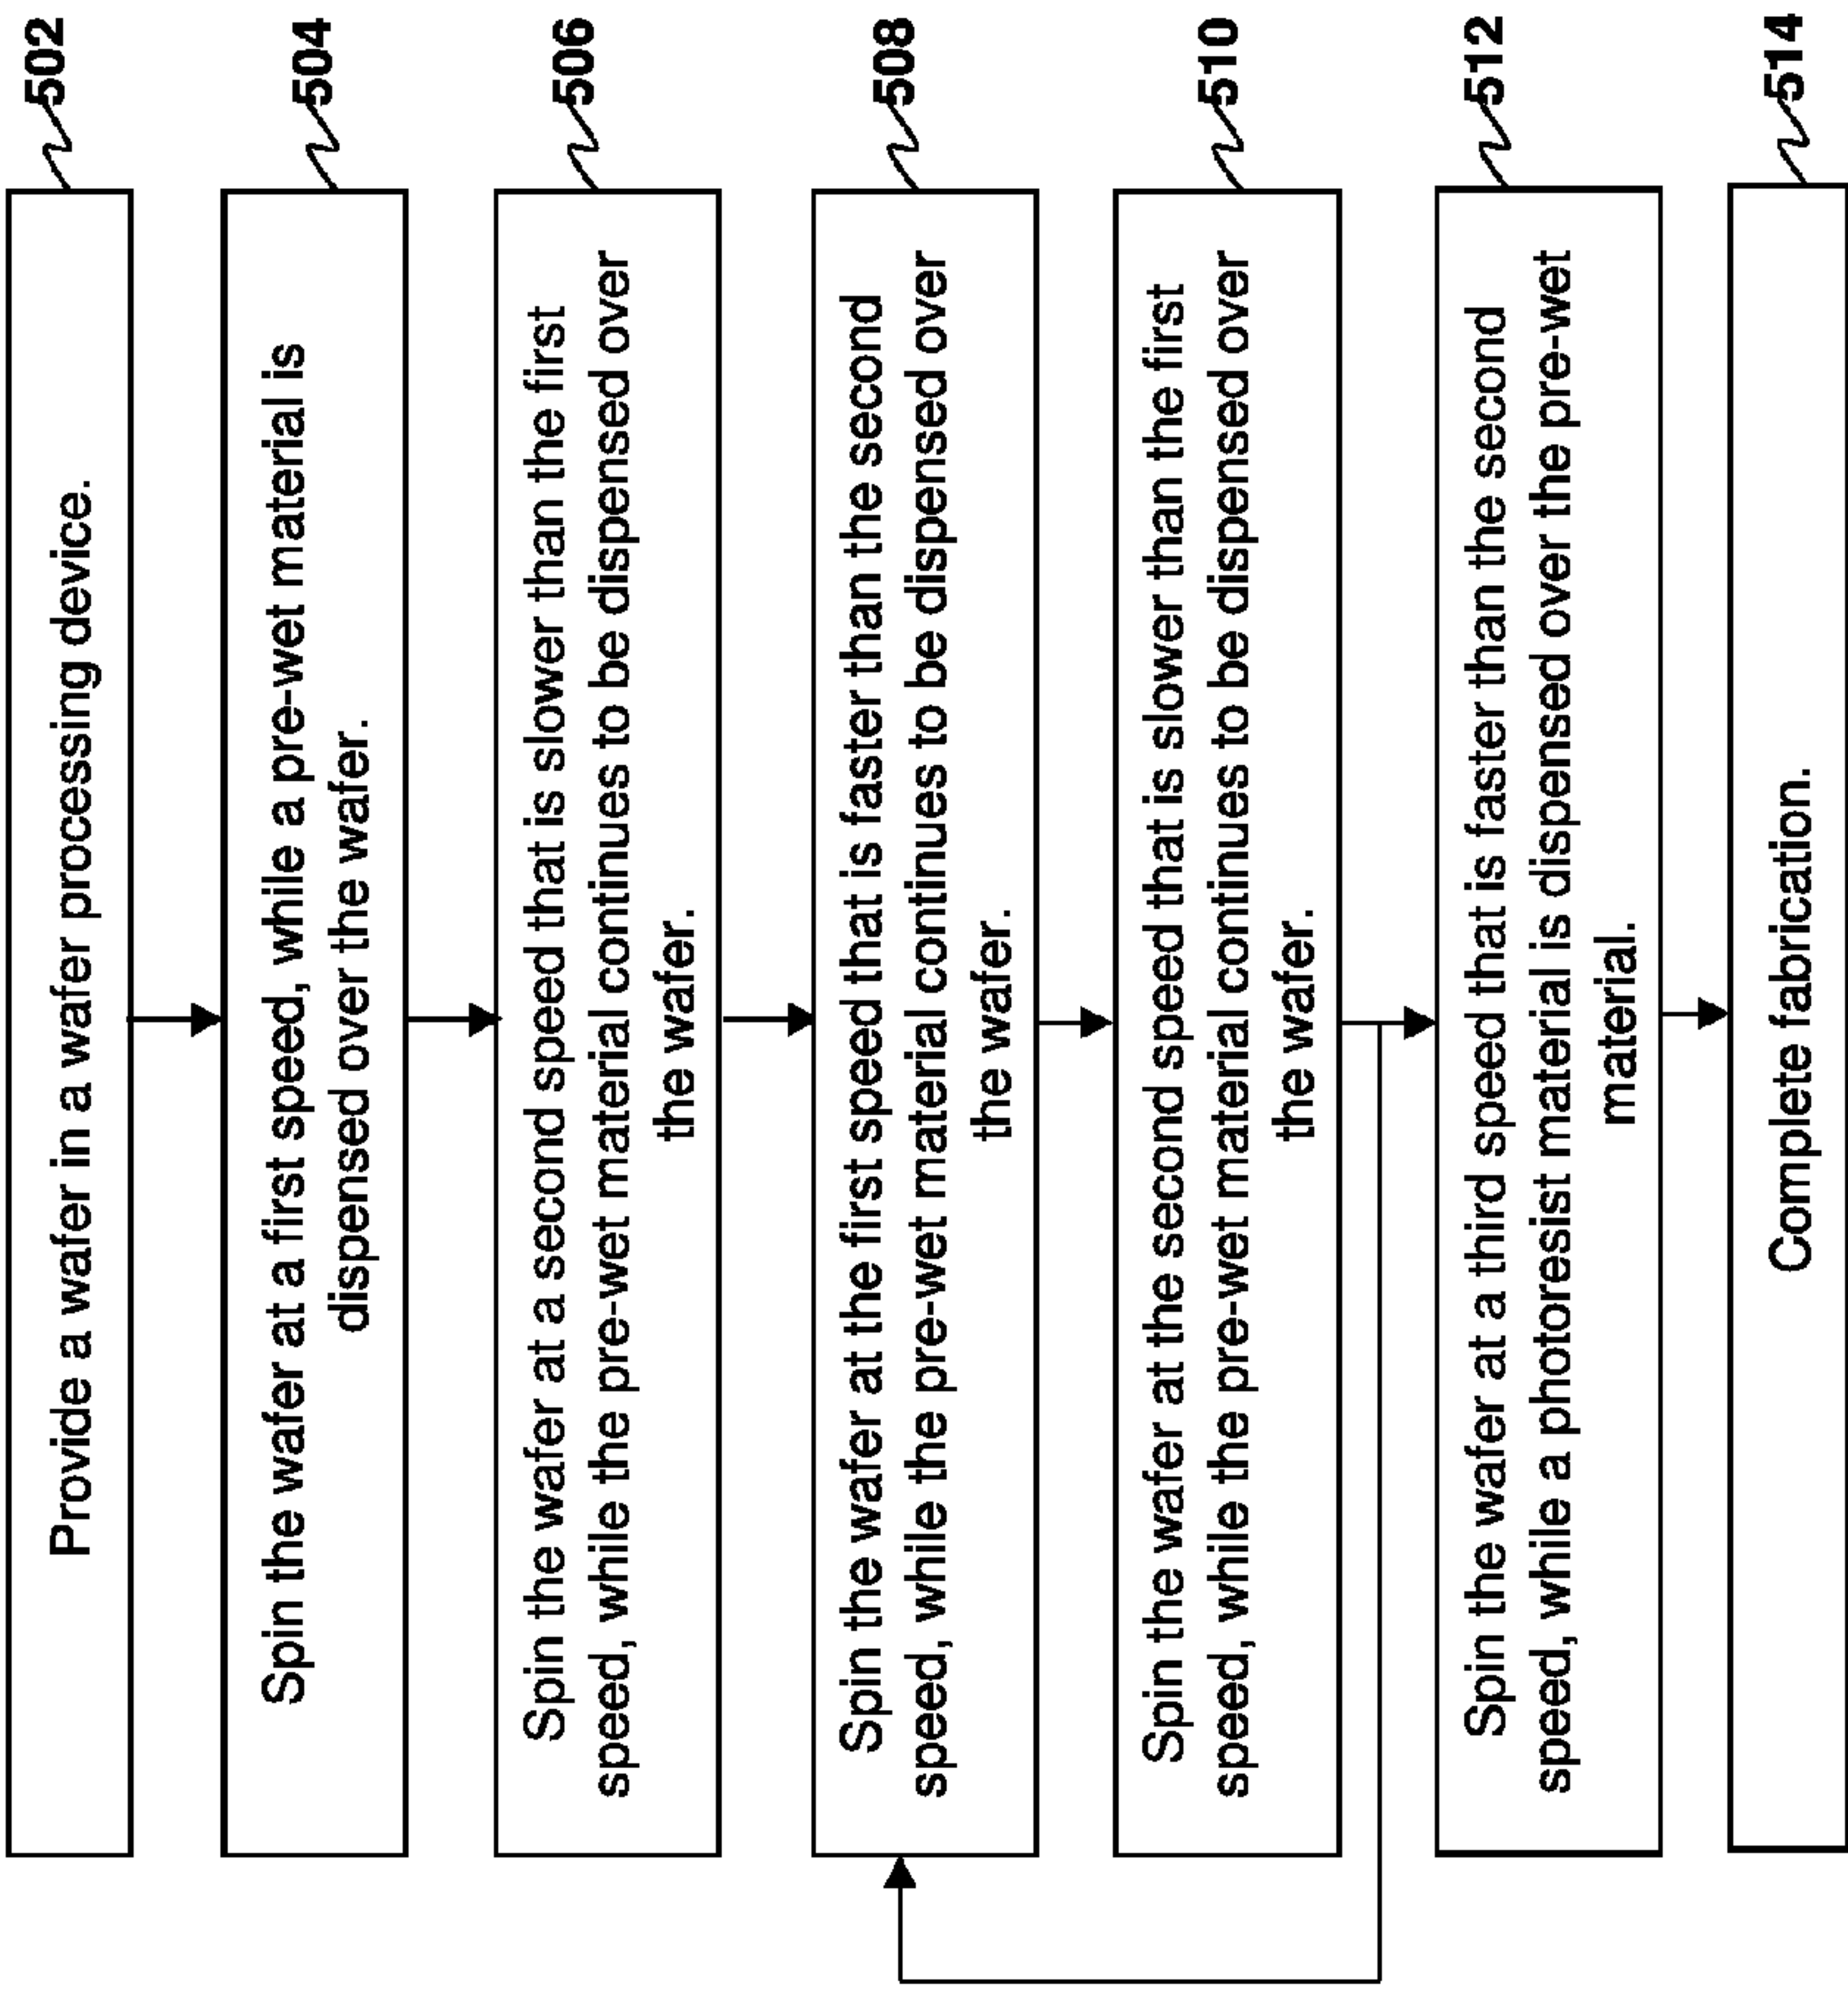 502
Provide a wafer in a wafer processing device.
504
Spin the wafer at a first speed, while a pre-wet material is
dispensed over the wafer.
506
Spin the wafer at a second speed that is slower than the first
speed, while the pre-wet material continues to be dispensed over
the wafer.
508
Spin the wafer at the first speed that is faster than the second
speed, while the pre-wet material continues to be dispensed over
the wafer.
510
Spin the wafer at the second speed that is slower than the first
speed, while the pre-wet material continues to be dispensed over
the wafer.
512
Spin the wafer at a third speed that is faster than the second
speed, while a photoresist material is dispensed over the pre-wet
material.
514
Complete fabrication.